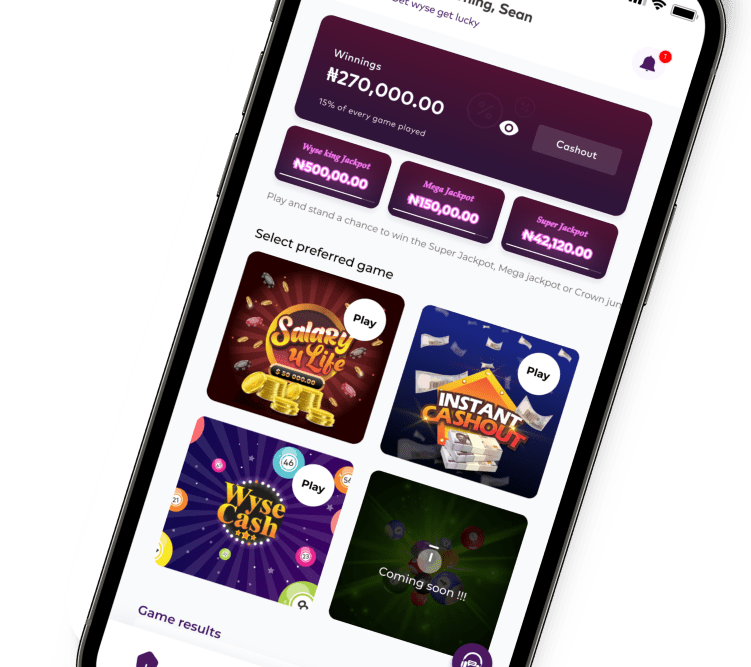 ning, Sean
Get wyse get lucky
7
Winnings
₦270,000.00
15% of every game played
Cashout
Wyse king Jackpot
₦500,00.00
Mega Jackpot
₦150,00.00
Super Jackpot
₦42,120.00
Play and stand a chance to win the Super Jackpot, Mega jackpot or Crown jun
Select preferred game
Play
Salary
4 Life
$ 50 000.00
Play
INSTANT
CASHOUT
Play
46
54
21
Wyse
Cash
23
Coming soon !!!
Game results